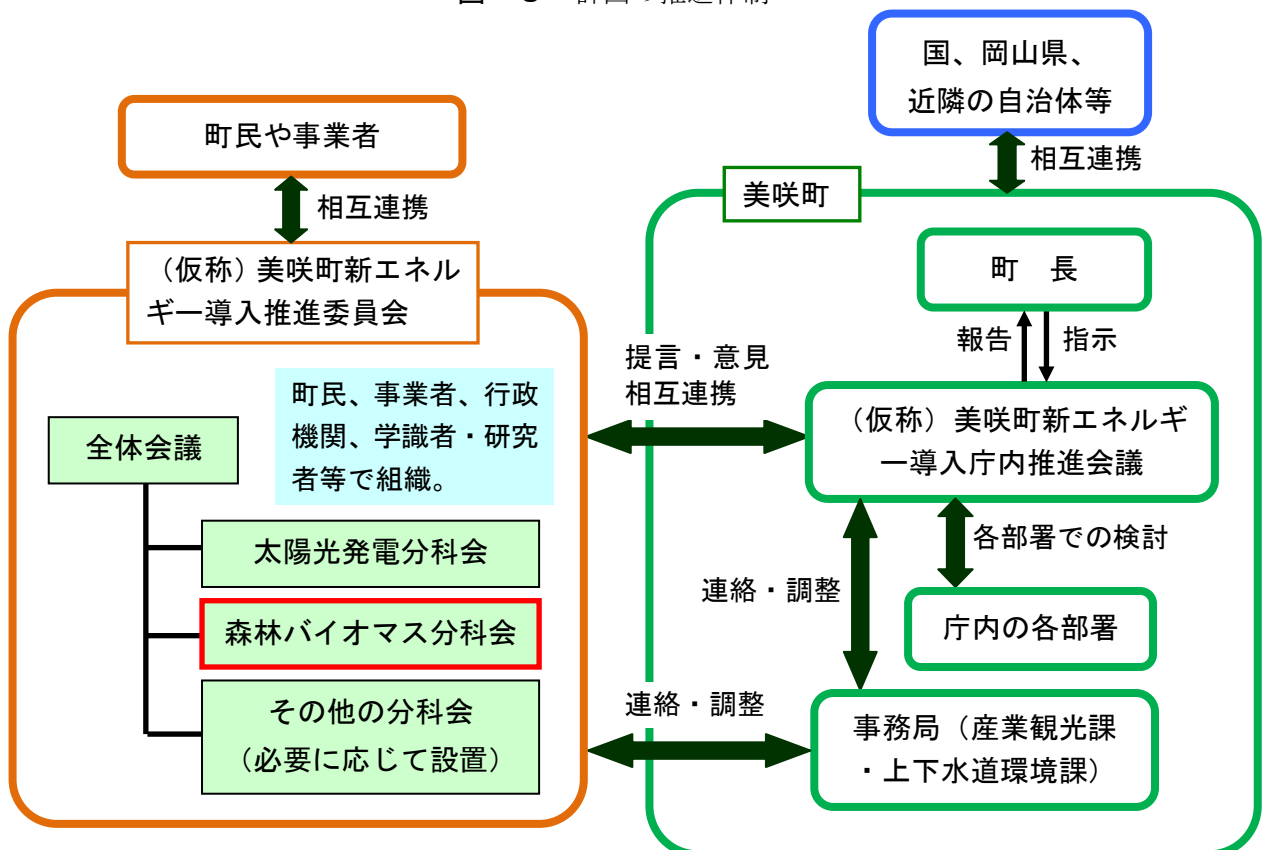 国、岡山県、
近隣の自治体等
町民や事業者
相互連携
相互連携
美咲町
(仮称)美咲町新エネル
ギー導入推進委員会
町　長
報告
指示
提言・意見
相互連携
町民、事業者、行政
機関、学識者・研究
者等で組織。
(仮称)美咲町新エネルギ
ー導入庁内推進会議
全体会議
太陽光発電分科会
各部署での検討
連絡・調整
森林バイオマス分科会
庁内の各部署
その他の分科会
(必要に応じて設置)
連絡・調整
事務局(産業観光課
・上下水道環境課)